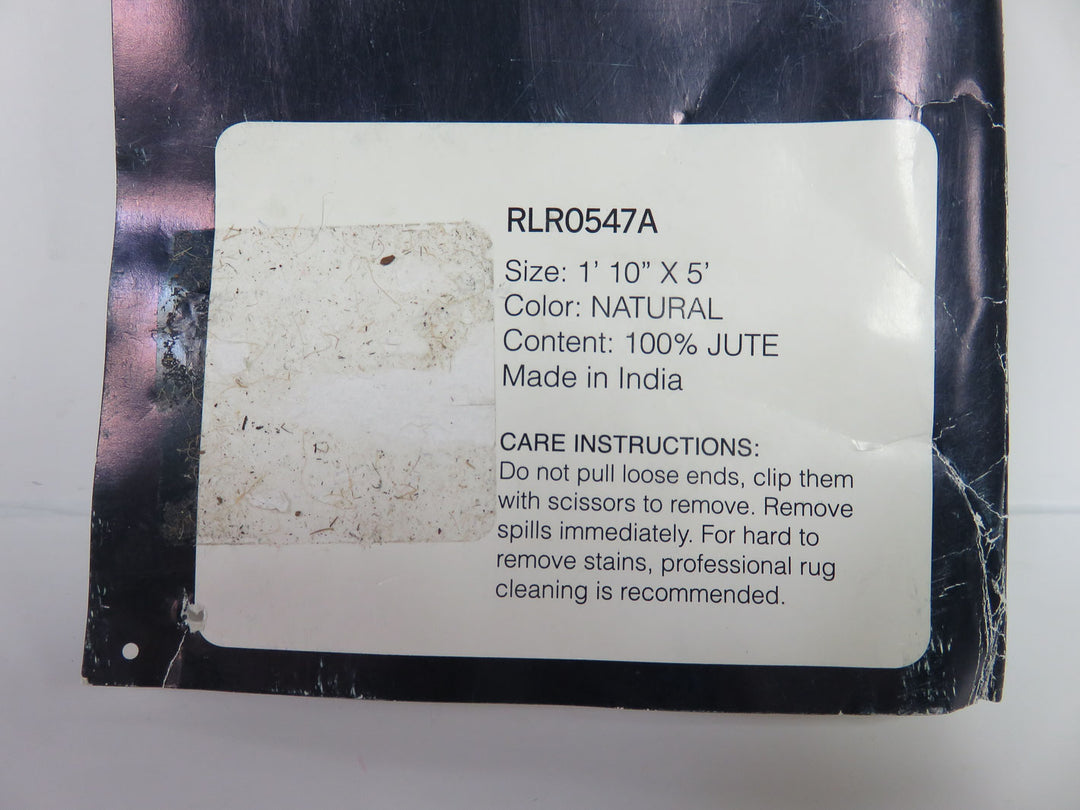 RLR0547A
Size: 1' 10" X 5'
Color: NATURAL
Content: 100% JUTE
Made in India
CARE INSTRUCTIONS:
Do not pull loose ends, clip them
with scissors to remove. Remove
spills immediately. For hard to
remove stains, professional rug
cleaning is recommended.